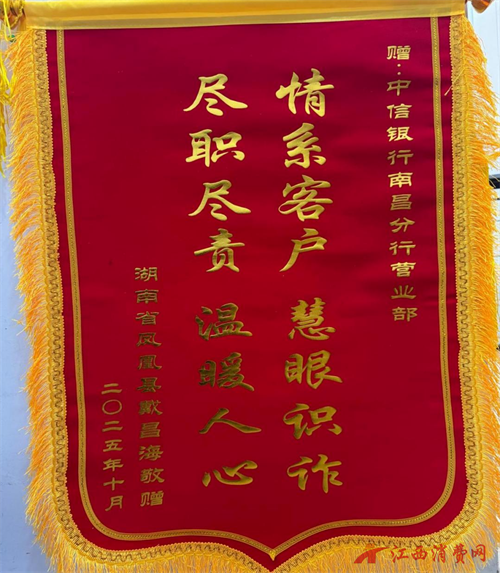 赠：中信银行南昌分行营业部
情系客户 慧眼识诈
尽职尽责 温暖人心
湖南省凤凰县戴昌海敬赠
二〇二五年十月
江西消费网